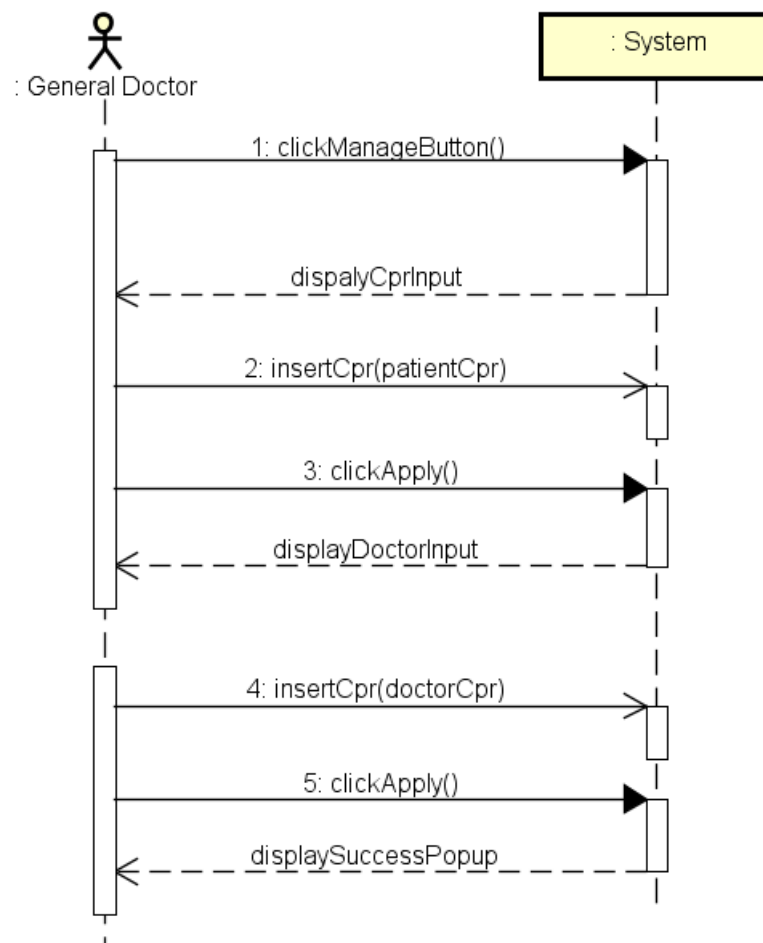 : General Doctor
: System
1: clickManageButton()
dispalyCprInput
2: insertCpr(patientCpr)
3: clickApply()
displayDoctorInput
4: insertCpr(doctorCpr)
5: clickApply()
displaySuccessPopup